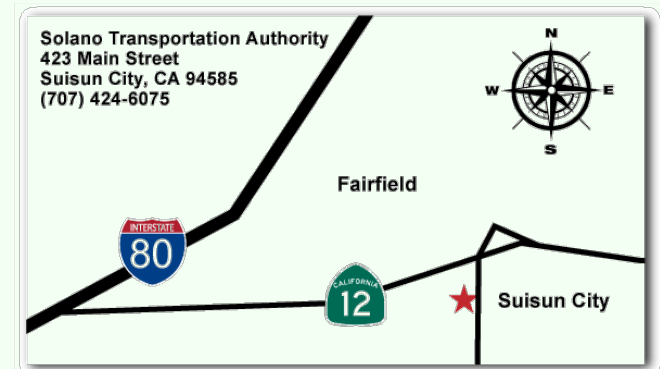 Solano Transportation Authority
423 Main Street
Suisun City, CA 94585
(707) 424-6075
N
W E
S
Fairfield
INTERSTATE
80
CALIFORNIA
12
Suisun City